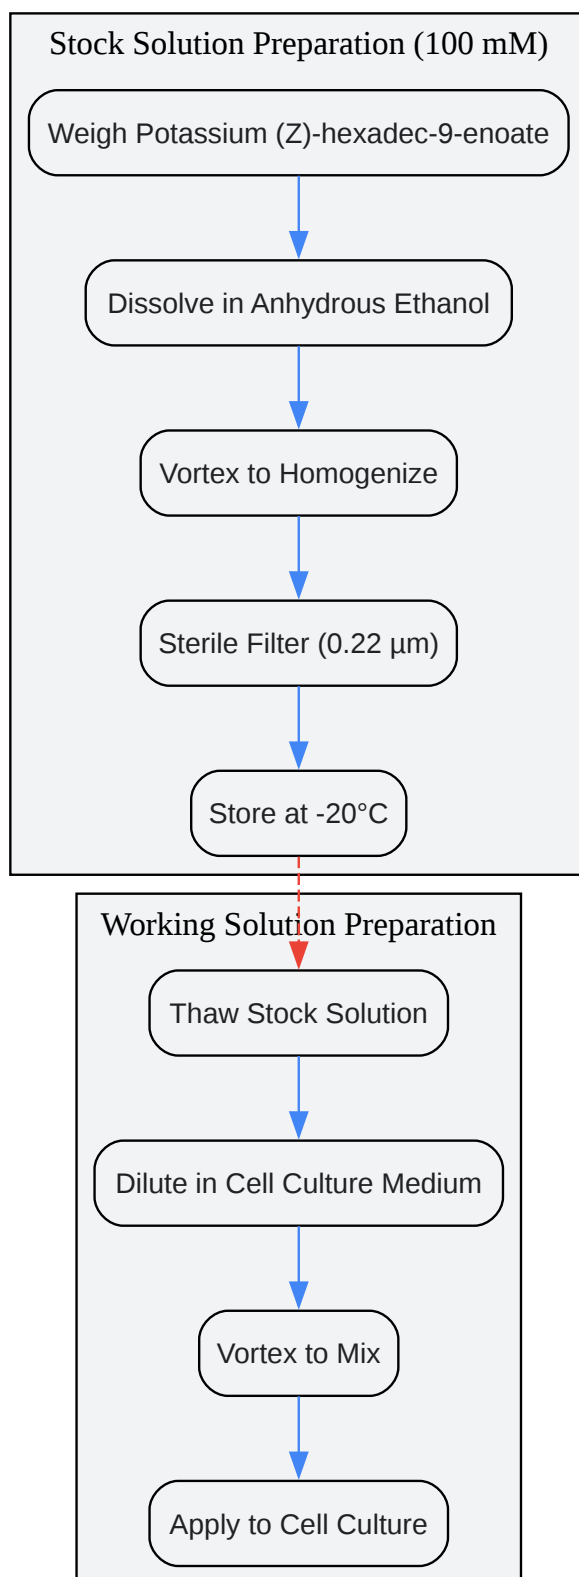 Stock Solution Preparation (100 mM)
Weigh Potassium (Z)-hexadec-9-enoate
Dissolve in Anhydrous Ethanol
Vortex to Homogenize
Sterile Filter (0.22 µm)
Store at -20°C
Working Solution Preparation
Thaw Stock Solution
Dilute in Cell Culture Medium
Vortex to Mix
Apply to Cell Culture